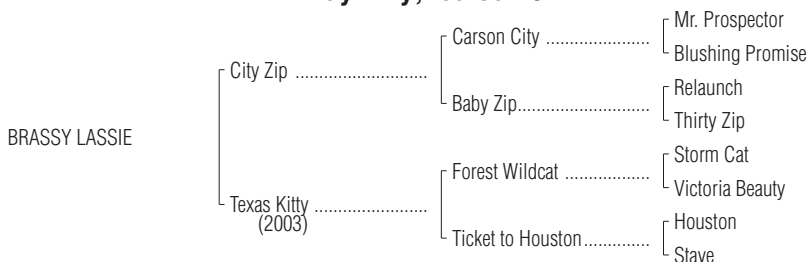 Carson City ......................
Mr. Prospector
Blushing Promise
City Zip ............................
Baby Zip......................
Relaunch
Thirty Zip
BRASSY LASSIE
Forest Wildcat ..................
Storm Cat
Victoria Beauty
Texas Kitty ........................
(2003)
Ticket to Houston..............
Houston
Stave